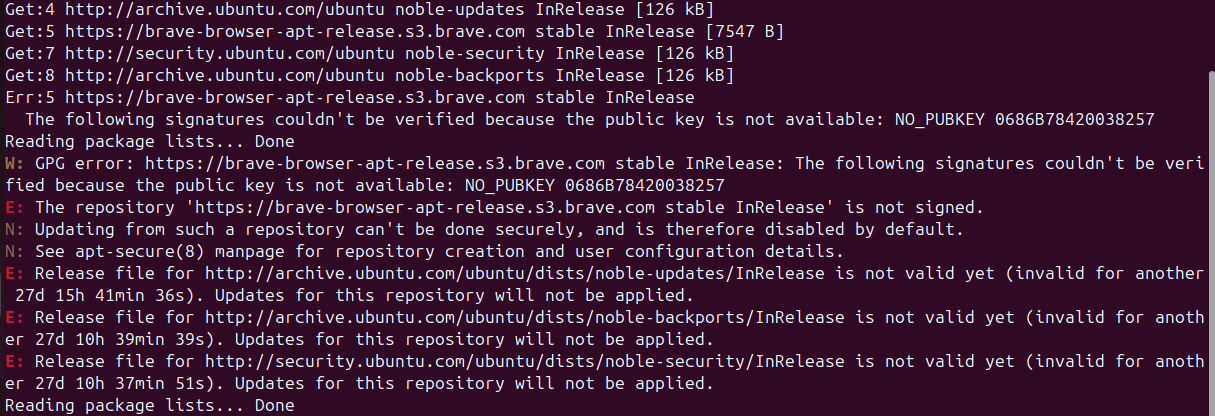 Get:4 http://archive.ubuntu.com/ubuntu noble-updates InRelease [126 kB]
Get:5 https://brave-browser-apt-release.s3.brave.com stable InRelease [7547 B]
Get:7 http://security.ubuntu.com/ubuntu noble-security InRelease [126 kB]
Get:8 http://archive.ubuntu.com/ubuntu noble-backports InRelease [126 kB]
Err:5 https://brave-browser-apt-release.s3.brave.com stable InRelease
  The following signatures couldn't be verified because the public key is not available: NO_PUBKEY 0686B78420038257
Reading package lists... Done
W: GPG error: https://brave-browser-apt-release.s3.brave.com stable InRelease: The following signatures couldn't be veri
fied because the public key is not available: NO_PUBKEY 0686B78420038257
E: The repository 'https://brave-browser-apt-release.s3.brave.com stable InRelease' is not signed.
N: Updating from such a repository can't be done securely, and is therefore disabled by default.
N: See apt-secure(8) manpage for repository creation and user configuration details.
E: Release file for http://archive.ubuntu.com/ubuntu/dists/noble-updates/InRelease is not valid yet (invalid for another
 27d 15h 41min 36s). Updates for this repository will not be applied.
E: Release file for http://archive.ubuntu.com/ubuntu/dists/noble-backports/InRelease is not valid yet (invalid for anoth
er 27d 10h 39min 39s). Updates for this repository will not be applied.
E: Release file for http://security.ubuntu.com/ubuntu/dists/noble-security/InRelease is not valid yet (invalid for anoth
er 27d 10h 37min 51s). Updates for this repository will not be applied.
Reading package lists... Done